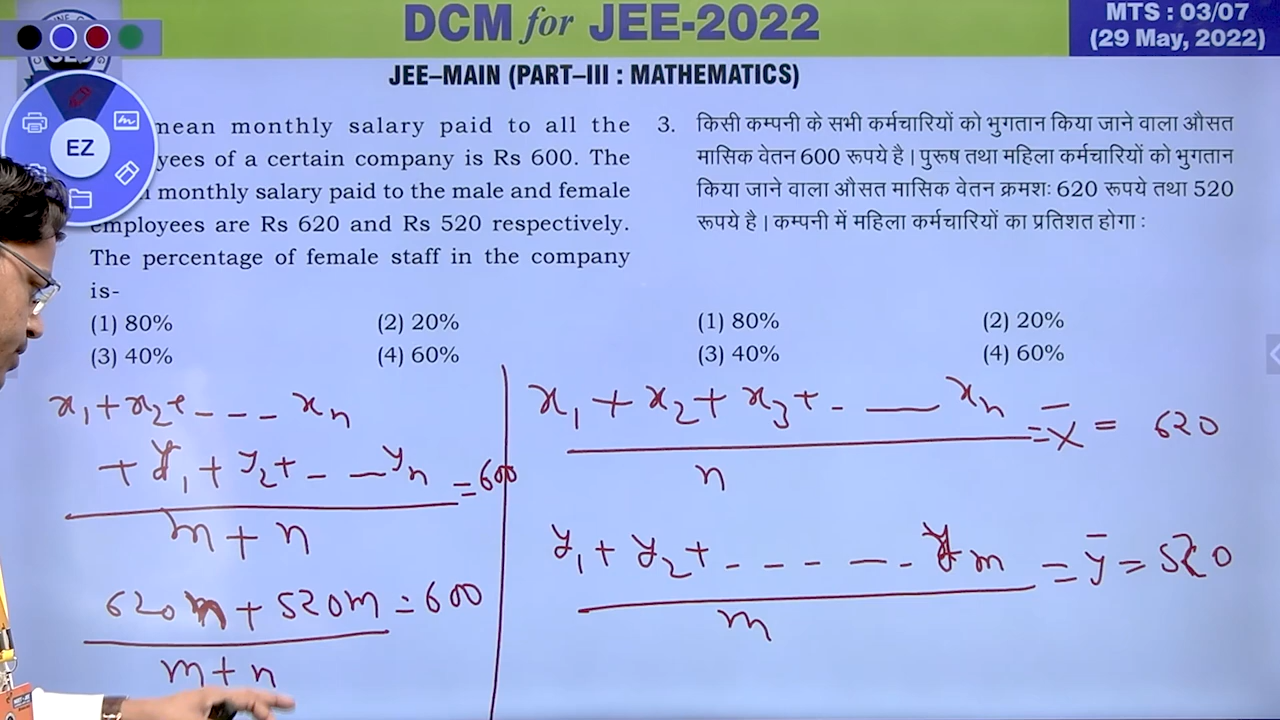 DCM for JEE-2022
MTS : 03/07
(29 May, 2022)
JEE–MAIN (PART–III : MATHEMATICS)
EZ
mean monthly salary paid to all the
yees of a certain company is Rs 600. The
monthly salary paid to the male and female
employees are Rs 620 and Rs 520 respectively.
The percentage of female staff in the company
is-
(1) 80% (2) 20%
(3) 40% (4) 60%
3. किसी कम्पनी के सभी कर्मचारियों को भुगतान किया जाने वाला औसत
मासिक वेतन 600 रूपये है। पुरूष तथा महिला कर्मचारियों को भुगतान
किया जाने वाला औसत मासिक वेतन क्रमशः 620 रूपये तथा 520
रूपये है। कम्पनी में महिला कर्मचारियों का प्रतिशत होगा :
(1) 80% (2) 20%
(3) 40% (4) 60%
x₁ + x₂ + - - - xₙ
+ y₁ + y₂ + - - yₙ = 600
m + n
620n + 520m = 600
m + n
x₁ + x₂ + x₃ + - — xₙ = x̄ = 620
n
y₁ + y₂ + - - - - - - yₘ = ȳ = 520
m